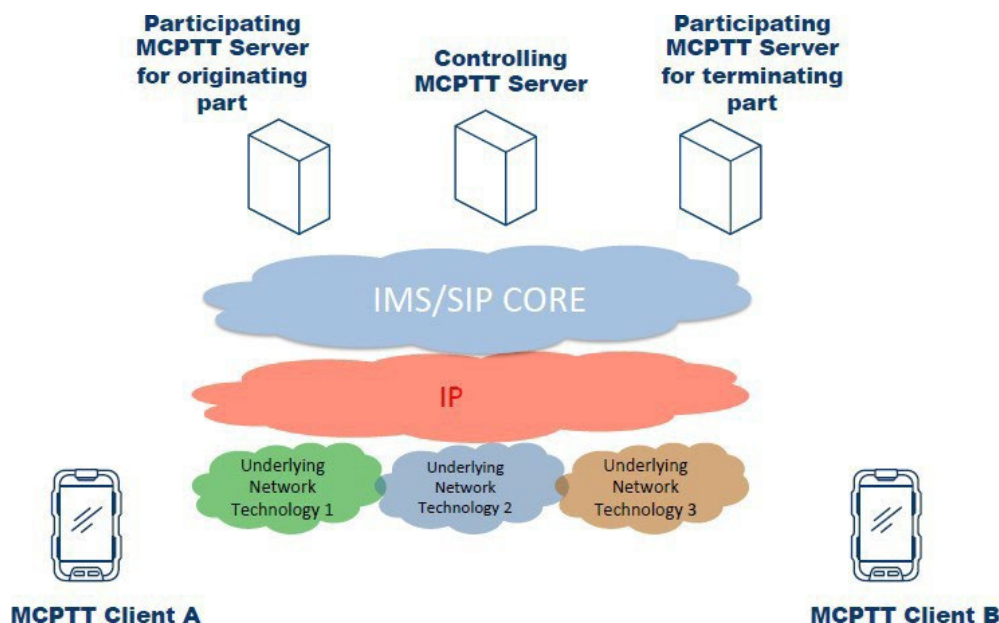 Participating
MCPTT Server
for originating
part
Controlling
MCPTT Server
Participating
MCPTT Server
for terminating
part
IMS/SIP CORE
IP
Underlying
Network
Technology 1
Underlying
Network
Technology 2
Underlying
Network
Technology 3
MCPTT Client A
MCPTT Client B